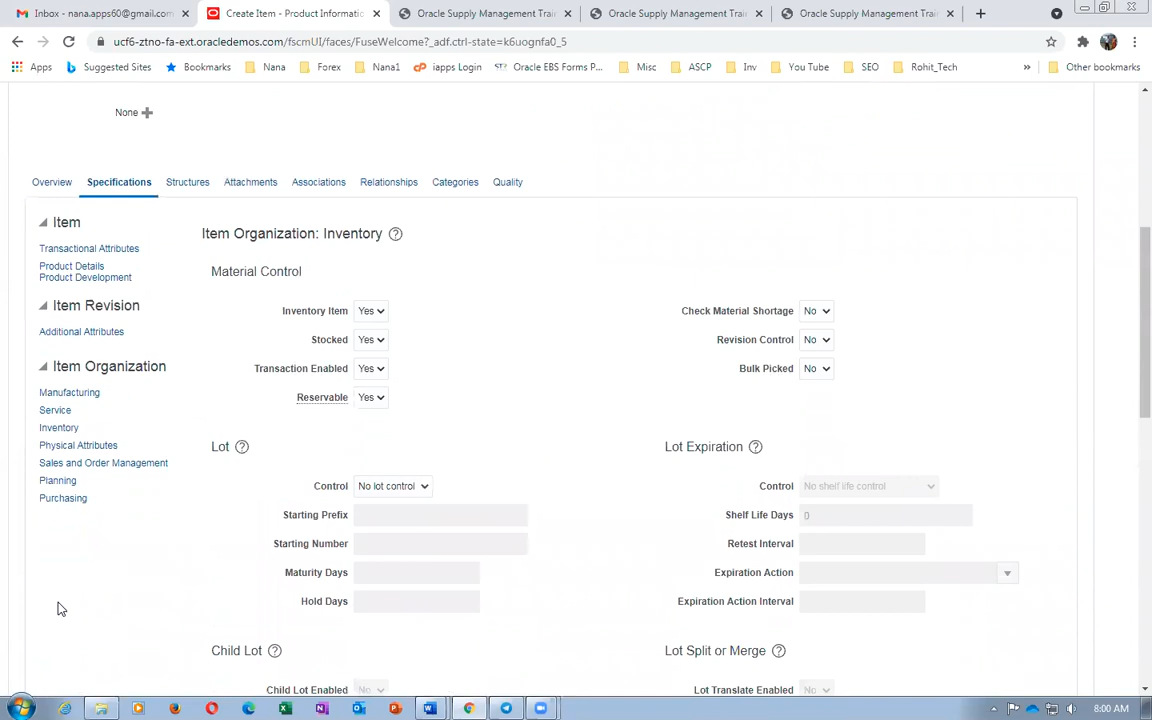 Inbox - nana.apps60@gmail.com
Create Item - Product Informatio
Oracle Supply Management Trai
Oracle Supply Management Trai
Oracle Supply Management Trai
ucf6-ztno-fa-ext.oracledemos.com/fscmUI/faces/FuseWelcome?_adf.ctrl-state=k6uognfa0_5
Apps
Suggested Sites
Bookmarks
Nana
Forex
Nana1
iapps Login
Oracle EBS Forms P...
Misc
ASCP
Inv
You Tube
SEO
Rohit_Tech
»
Other bookmarks
None
Overview
Specifications
Structures
Attachments
Associations
Relationships
Categories
Quality
Item
Transactional Attributes
Product Details
Product Development
Item Revision
Additional Attributes
Item Organization
Manufacturing
Service
Inventory
Physical Attributes
Sales and Order Management
Planning
Purchasing
Item Organization: Inventory
Material Control
Inventory Item Yes
Check Material Shortage No
Stocked Yes
Revision Control No
Transaction Enabled Yes
Bulk Picked No
Reservable Yes
Lot
Lot Expiration
Control No lot control
Control No shelf life control
Starting Prefix
Shelf Life Days 0
Starting Number
Retest Interval
Maturity Days
Expiration Action
Hold Days
Expiration Action Interval
Child Lot
Lot Split or Merge
Child Lot Enabled No
Lot Translate Enabled No
8:00 AM